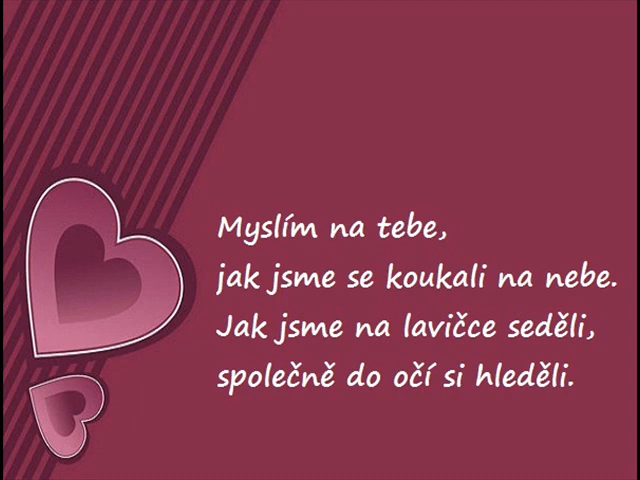 Myslím na tebe,
jak jsme se koukali na nebe.
Jak jsme na lavičce seděli,
společně do očí si hleděli.